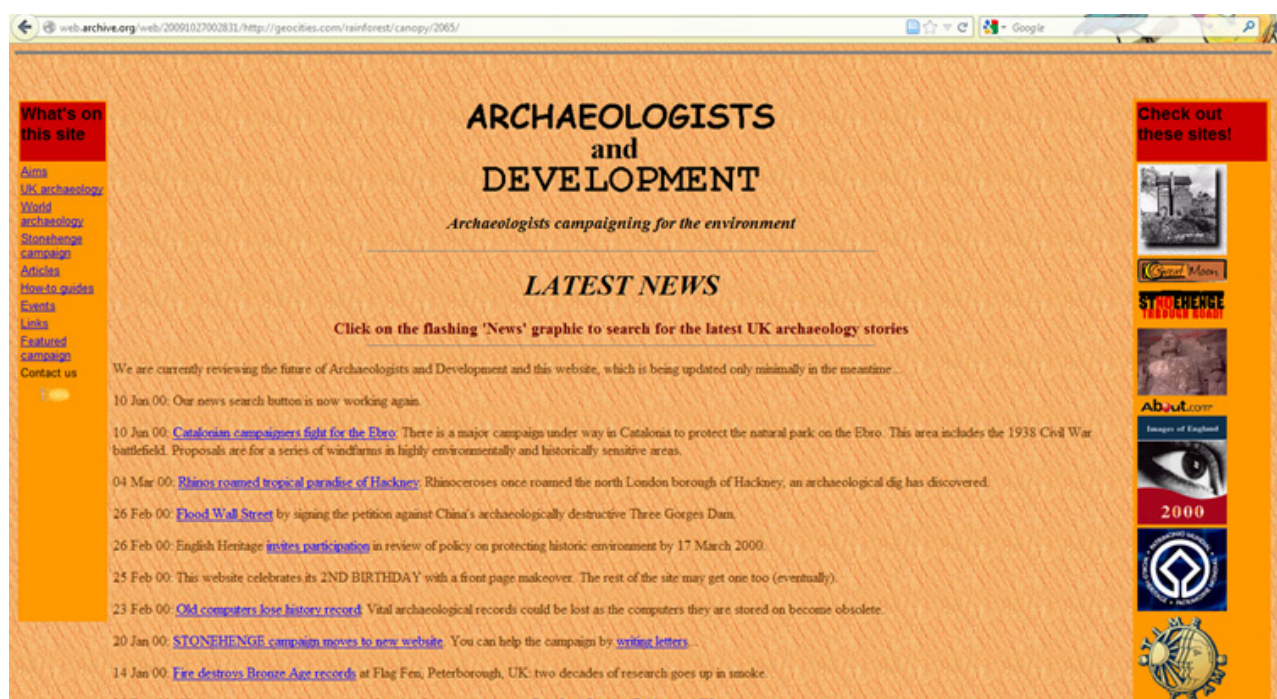 web.archive.org/web/20091027002831/http://geocities.com/rainforest/canopy/2065/
Google
What's on
this site
Aims
UK archaeology
World
archaeology
Stonehenge
campaign
Articles
How-to guides
Events
Links
Featured
campaign
Contact us
ARCHAEOLOGISTS
and
DEVELOPMENT
Archaeologists campaigning for the environment
LATEST NEWS
Click on the flashing 'News' graphic to search for the latest UK archaeology stories
We are currently reviewing the future of Archaeologists and Development and this website, which is being updated only minimally in the meantime...
10 Jun 00: Our news search button is now working again.
10 Jun 00: Catalonian campaigners fight for the Ebro: There is a major campaign under way in Catalonia to protect the natural park on the Ebro. This area includes the 1938 Civil War
battlefield. Proposals are for a series of windfarms in highly environmentally and historically sensitive areas.
04 Mar 00: Rhinos roamed tropical paradise of Hackney: Rhinoceroses once roamed the north London borough of Hackney, an archaeological dig has discovered.
26 Feb 00: Flood Wall Street by signing the petition against China's archaeologically destructive Three Gorges Dam.
26 Feb 00: English Heritage invites participation in review of policy on protecting historic environment by 17 March 2000.
25 Feb 00: This website celebrates its 2ND BIRTHDAY with a front page makeover. The rest of the site may get one too (eventually).
23 Feb 00: Old computers lose history record: Vital archaeological records could be lost as the computers they are stored on become obsolete.
20 Jan 00: STONEHENGE campaign moves to new website. You can help the campaign by writing letters...
14 Jan 00: Fire destroys Bronze Age records at Flag Fen, Peterborough, UK: two decades of research goes up in smoke.
Check out
these sites!
Great Moon
STNOEHENGE
THROUGH ROAD!
About.com
Images of England
2000
WORLD HERITAGE
PATRIMOINE MONDIAL
TIME